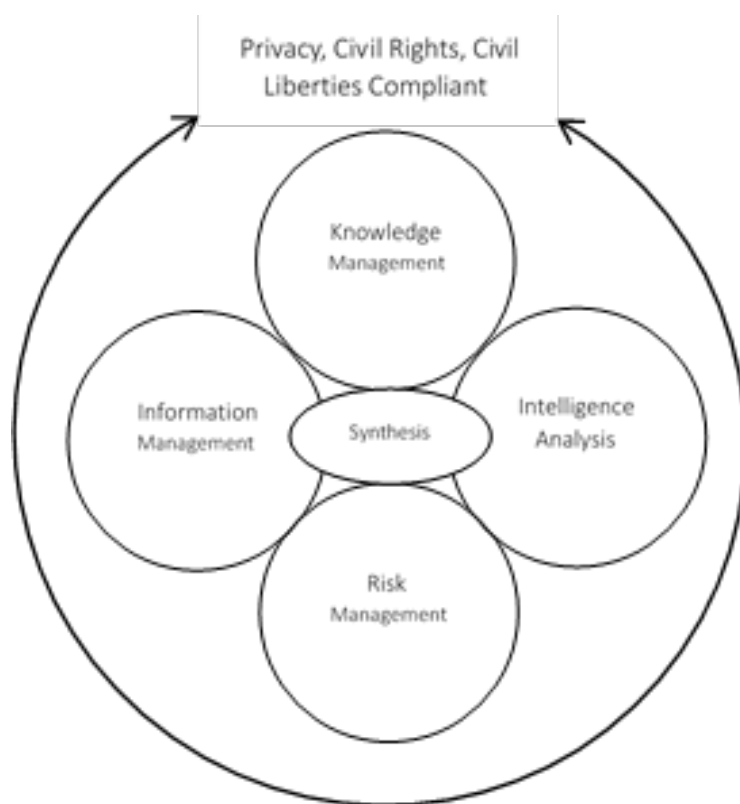 Privacy, Civil Rights, Civil
Liberties Compliant
Knowledge
Management
Information
Management
Synthesis
Intelligence
Analysis
Risk
Management